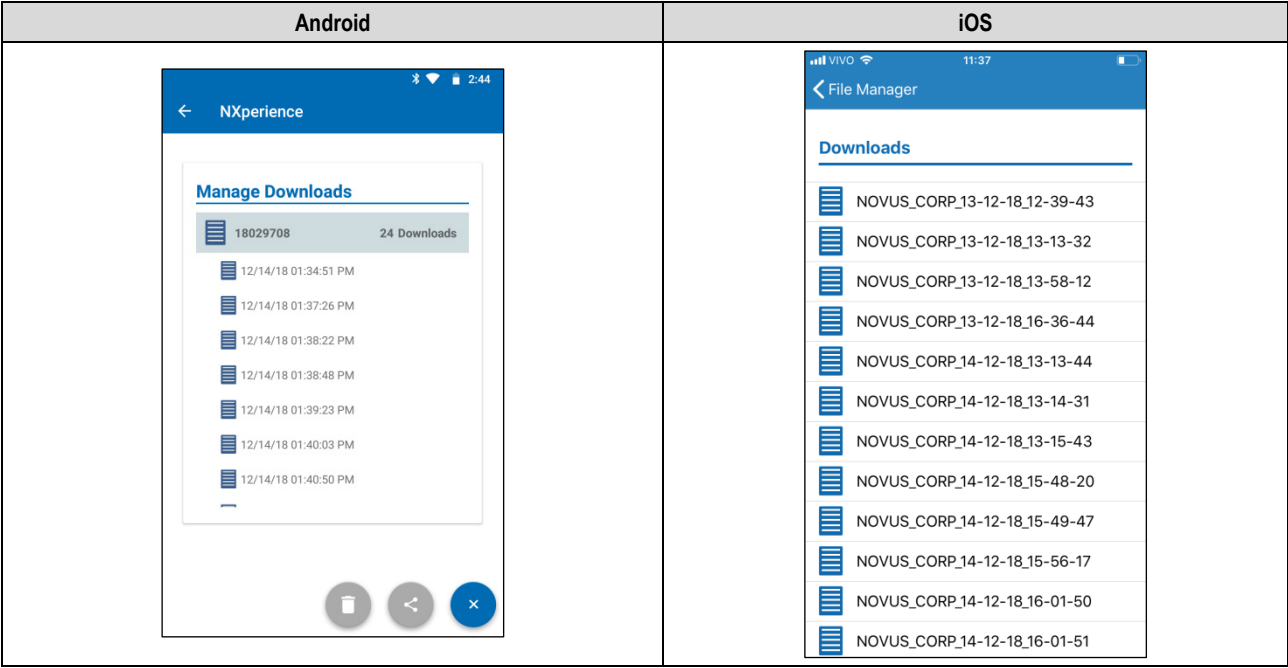 Android
2:44
NXperience
Manage Downloads
18029708 24 Downloads
12/14/18 01:34:51 PM
12/14/18 01:37:26 PM
12/14/18 01:38:22 PM
12/14/18 01:38:48 PM
12/14/18 01:39:23 PM
12/14/18 01:40:03 PM
12/14/18 01:40:50 PM
iOS
VIVO 11:37
File Manager
Downloads
NOVUS_CORP_13-12-18_12-39-43
NOVUS_CORP_13-12-18_13-13-32
NOVUS_CORP_13-12-18_13-58-12
NOVUS_CORP_13-12-18_16-36-44
NOVUS_CORP_14-12-18_13-13-44
NOVUS_CORP_14-12-18_13-14-31
NOVUS_CORP_14-12-18_13-15-43
NOVUS_CORP_14-12-18_15-48-20
NOVUS_CORP_14-12-18_15-49-47
NOVUS_CORP_14-12-18_15-56-17
NOVUS_CORP_14-12-18_16-01-50
NOVUS_CORP_14-12-18_16-01-51